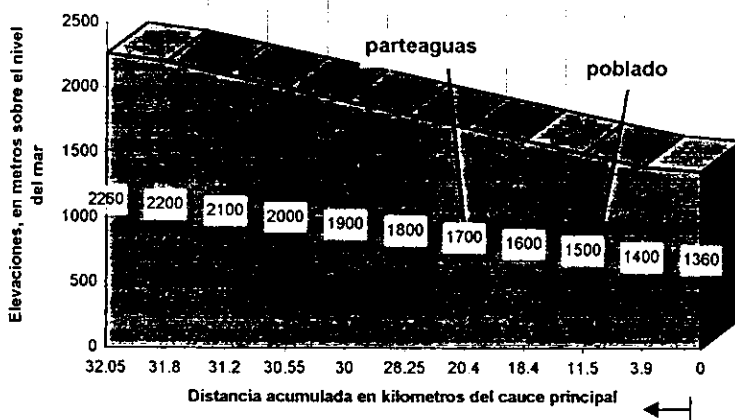 2500
parteaguas
poblado
2000
1500
1000
500
0
Elevaciones, en metros sobre el nivel
del mar
2260 2200 2100 2000 1900 1800 1700 1600 1500 1400 1360
32.05 31.8 31.2 30.55 30 28.25 20.4 18.4 11.5 3.9 0
Distancia acumulada en kilometros del cauce principal